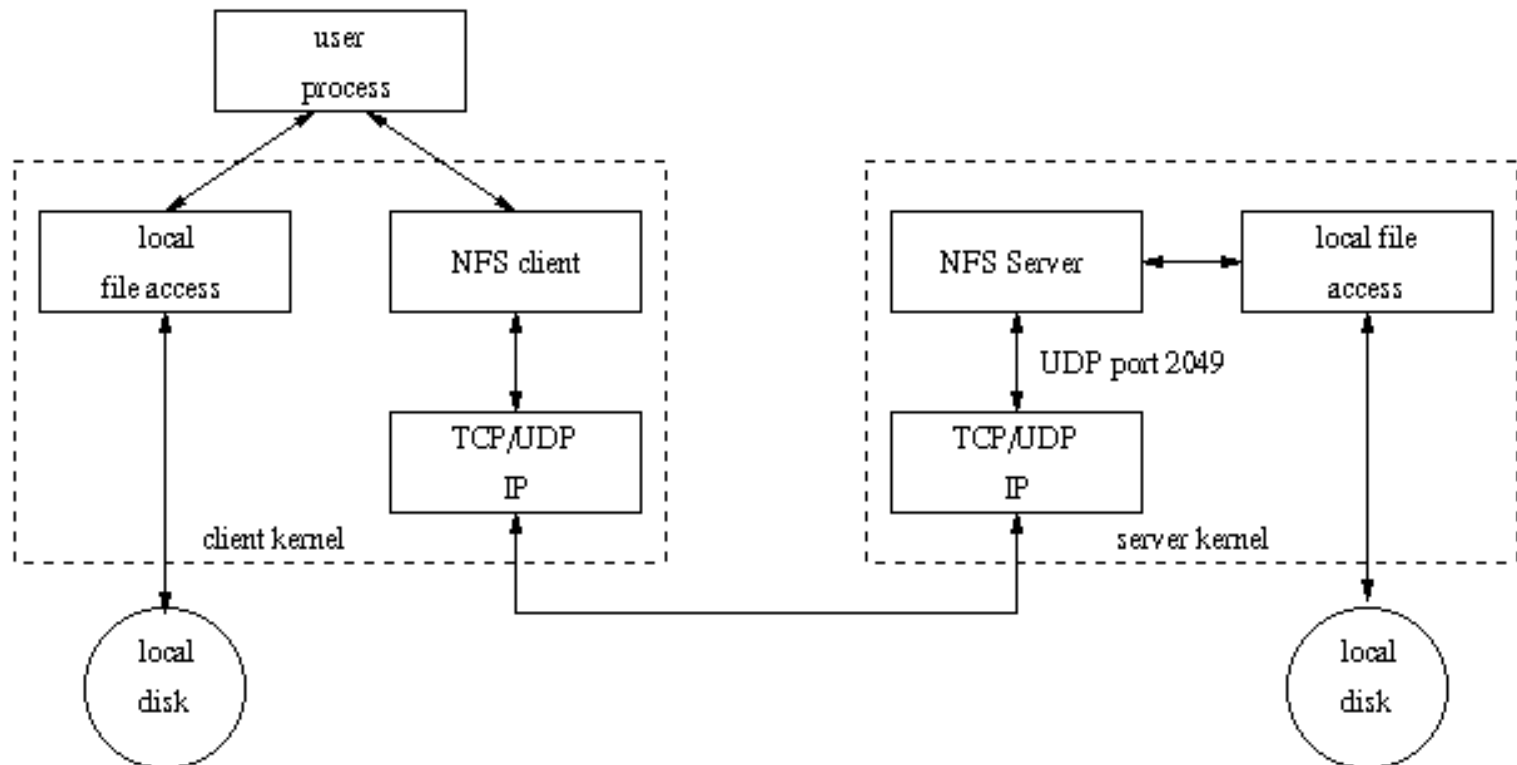 user
process
local
file access
NFS client
NFS Server
local file
access
UDP port 2049
TCP/UDP
IP
TCP/UDP
IP
client kernel
server kernel
local
disk
local
disk